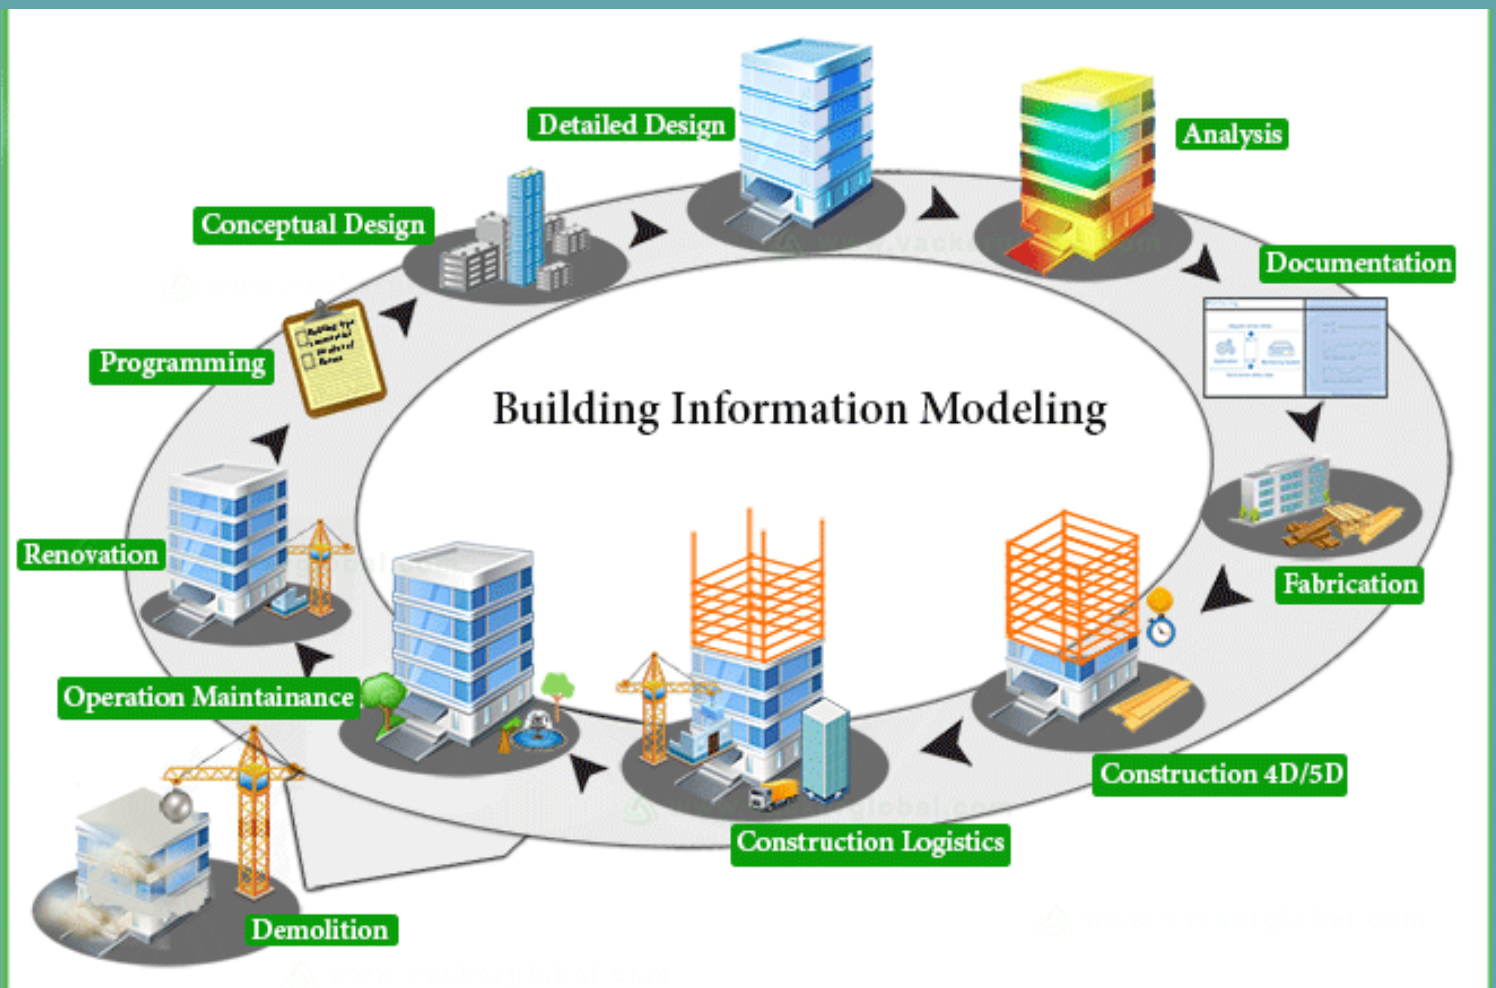 Detailed Design
Analysis
Conceptual Design
Documentation
Programming
Building Information Modeling
Renovation
Fabrication
Operation Maintainance
Construction 4D/5D
Construction Logistics
Demolition